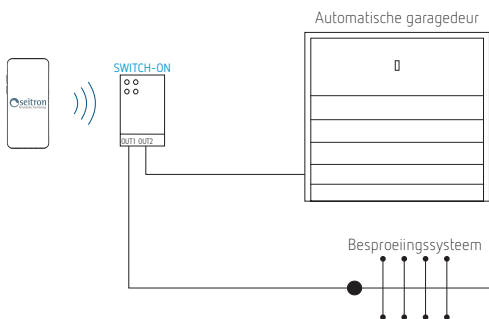 Automatische garagedeur
SWITCH-ON
seitron
OUT1 OUT2
Besproeiingssysteem